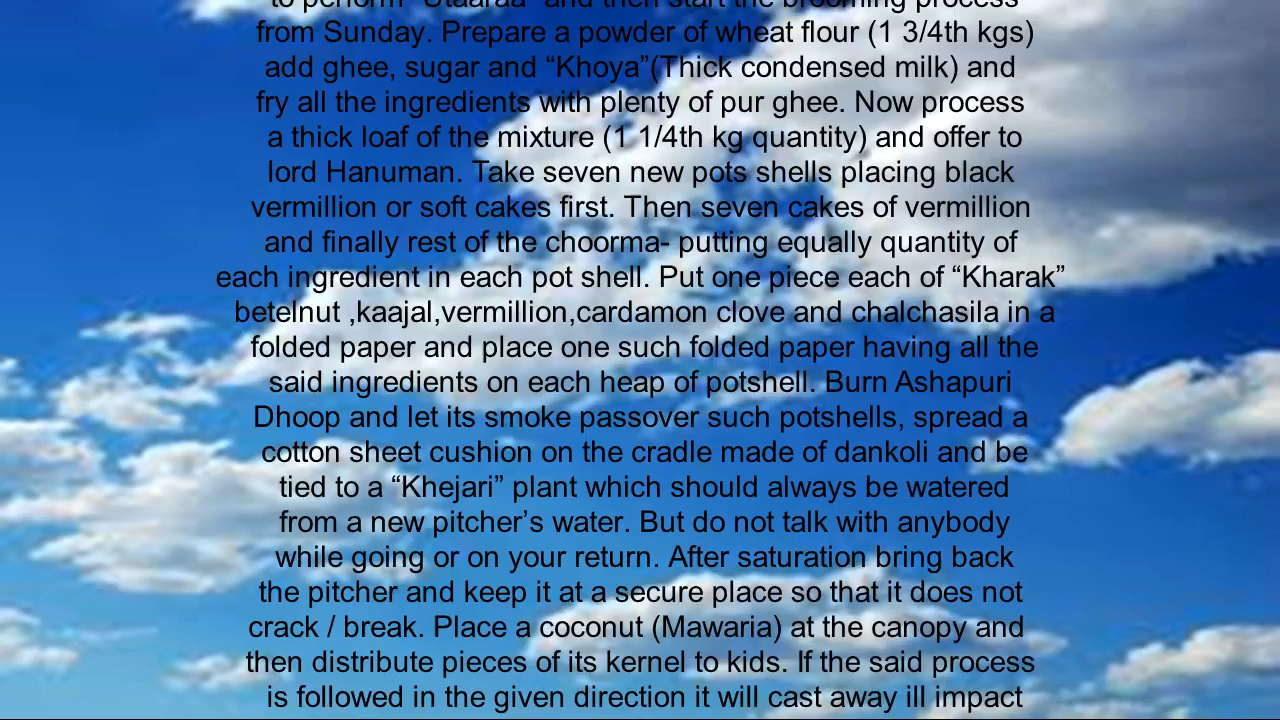 to perform "Utaaraa" and then start the brooming process
from Sunday. Prepare a powder of wheat flour (1 3/4th kgs)
add ghee, sugar and “Khoya”(Thick condensed milk) and
fry all the ingredients with plenty of pur ghee. Now process
a thick loaf of the mixture (1 1/4th kg quantity) and offer to
lord Hanuman. Take seven new pots shells placing black
vermillion or soft cakes first. Then seven cakes of vermillion
and finally rest of the choorma- putting equally quantity of
each ingredient in each pot shell. Put one piece each of “Kharak”
betelnut ,kaajal,vermillion,cardamon clove and chalchasila in a
folded paper and place one such folded paper having all the
said ingredients on each heap of potshell. Burn Ashapuri
Dhoop and let its smoke passover such potshells, spread a
cotton sheet cushion on the cradle made of dankoli and be
tied to a “Khejari” plant which should always be watered
from a new pitcher’s water. But do not talk with anybody
while going or on your return. After saturation bring back
the pitcher and keep it at a secure place so that it does not
crack / break. Place a coconut (Mawaria) at the canopy and
then distribute pieces of its kernel to kids. If the said process
is followed in the given direction it will cast away ill impact